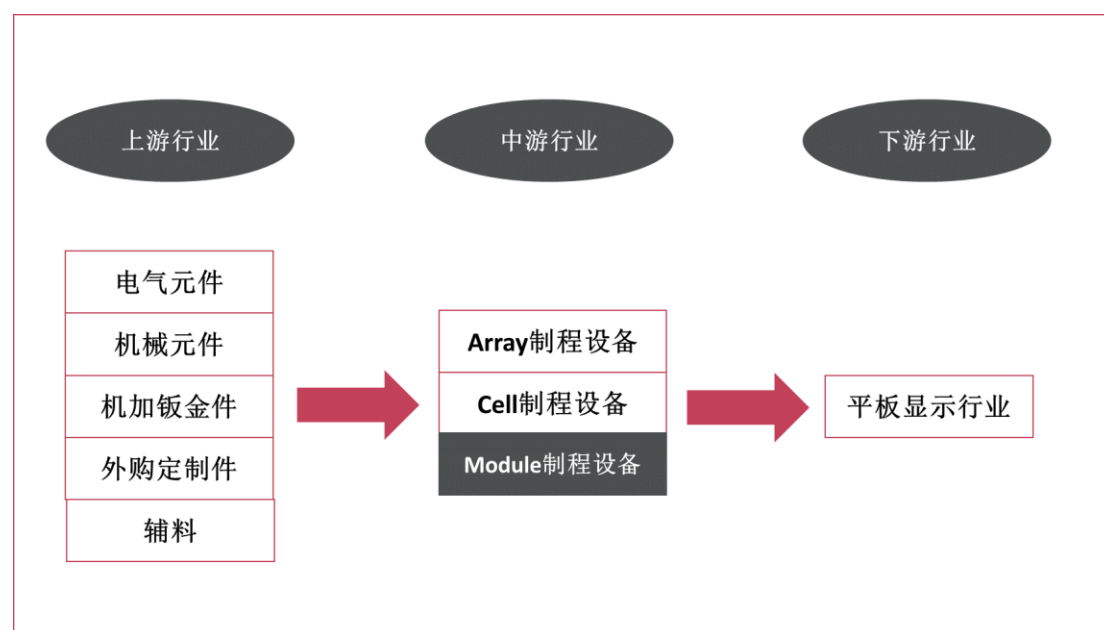 上游行业
中游行业
下游行业
电气元件
机械元件
机加钣金件
外购定制件
辅料
Array制程设备
Cell制程设备
Module制程设备
平板显示行业